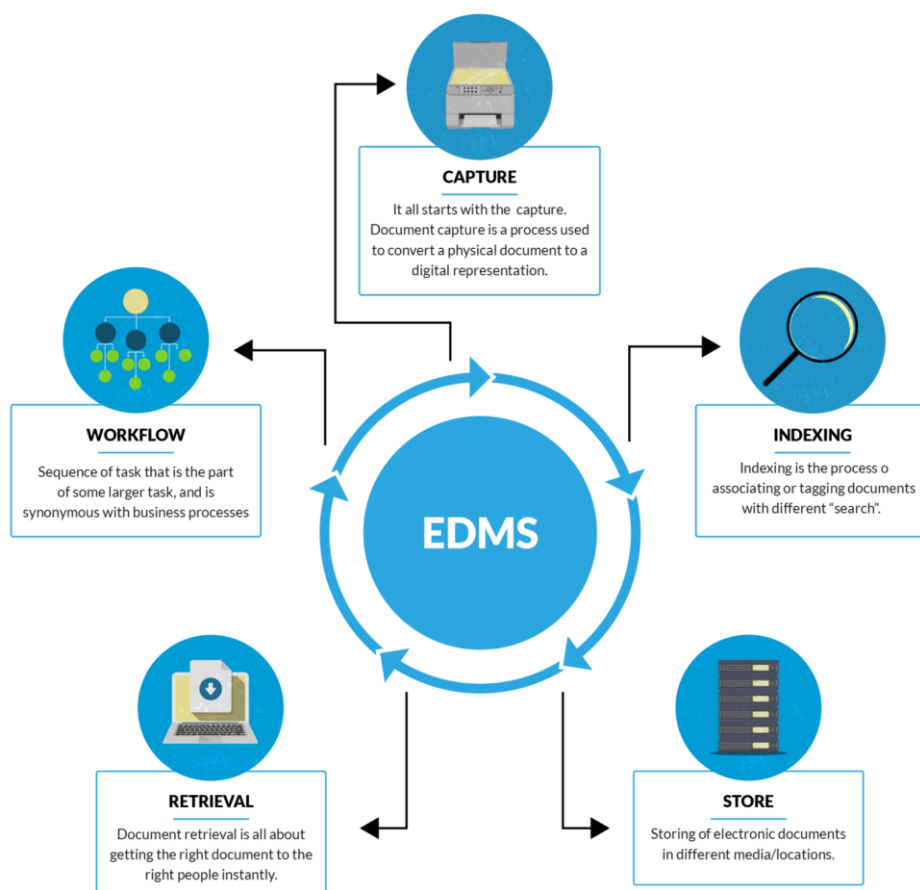 CAPTURE
It all starts with the capture.
Document capture is a process used
to convert a physical document to a
digital representation.
WORKFLOW
Sequence of task that is the part
of some larger task, and is
synonymous with business processes
INDEXING
Indexing is the process o
associating or tagging documents
with different “search”.
EDMS
RETRIEVAL
Document retrieval is all about
getting the right document to the
right people instantly.
STORE
Storing of electronic documents
in different media/locations.